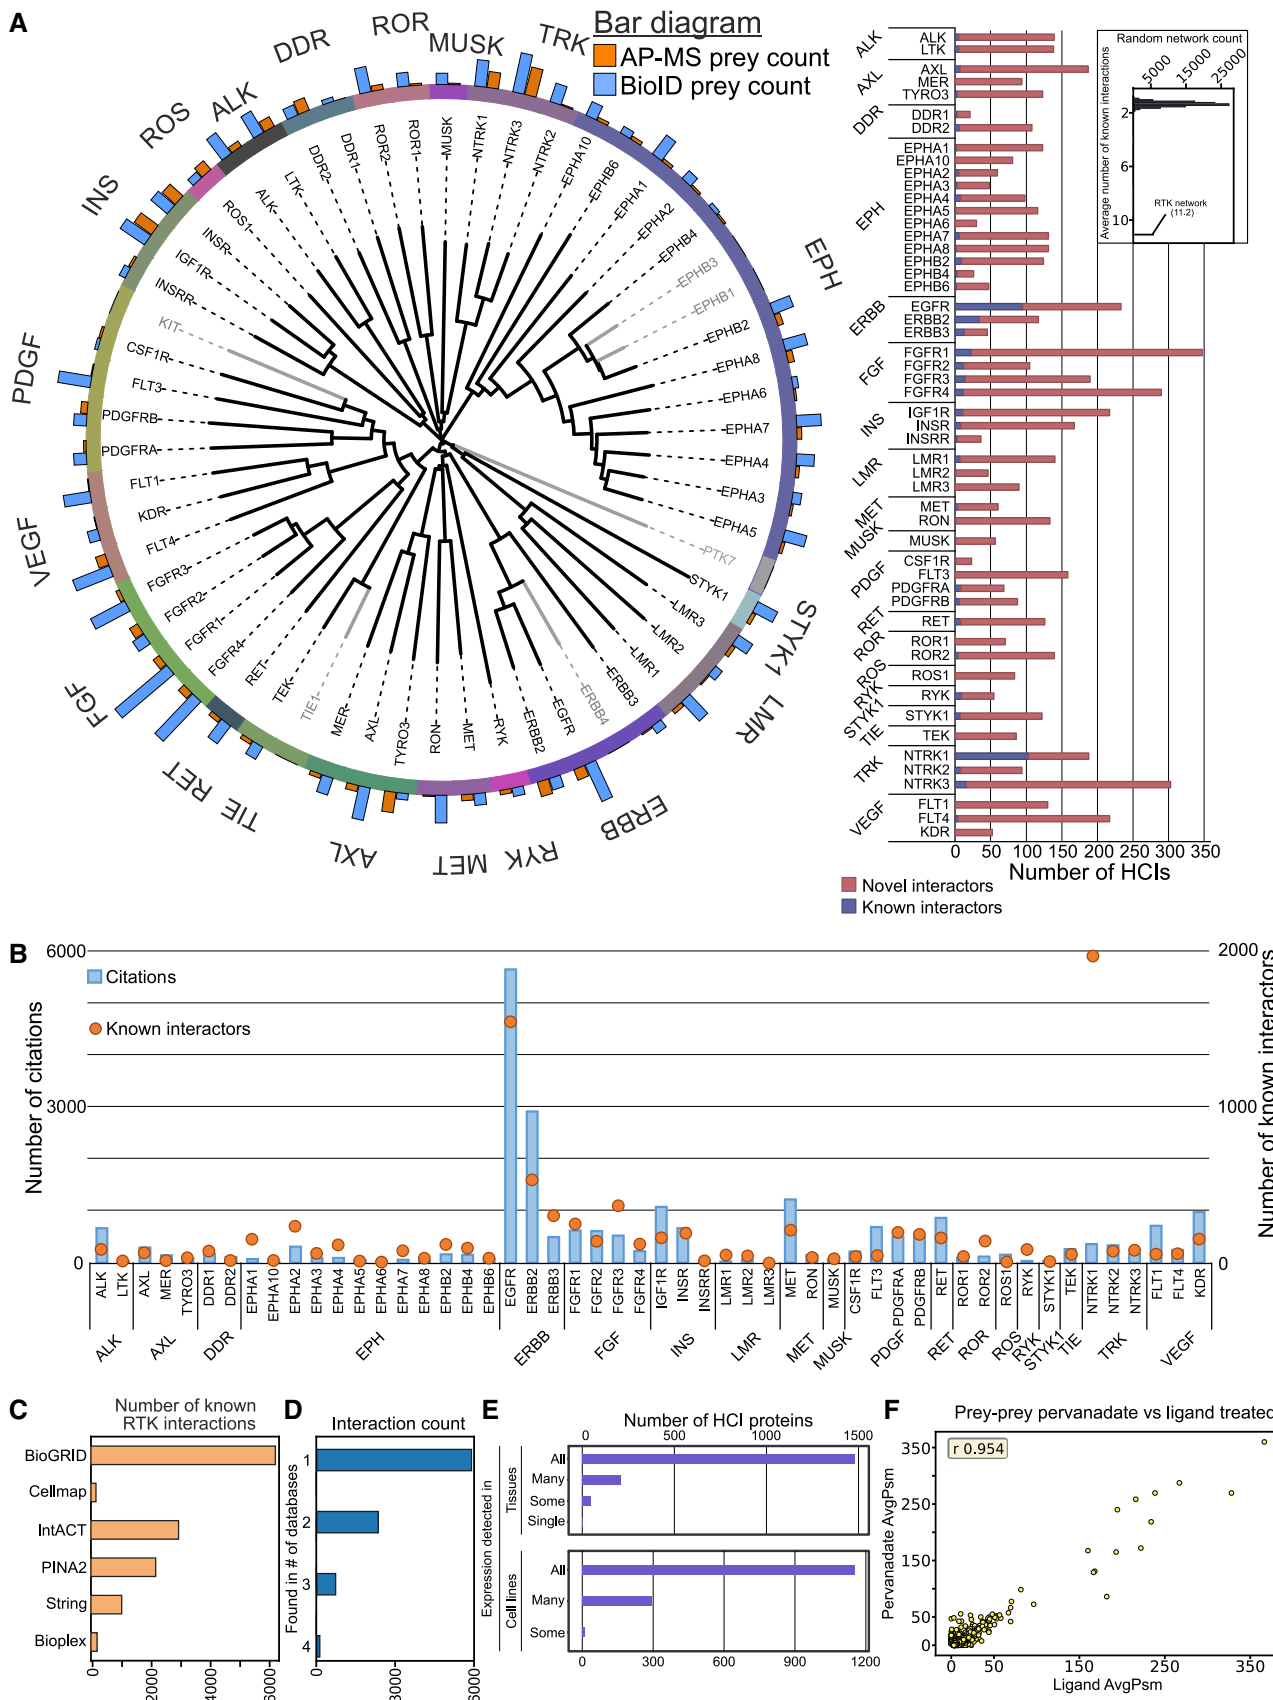 A
Bar diagram
AP-MS prey count
BioID prey count
DDR
ROR
MUSK
TRK
ALK
ROS
INS
PDGF
VEGF
FGF
RET
TIE
AXL
MET
RYK
ERBB
LMR
STYK1
EPH
MUSK
NTRK1
NTRK3
NTRK2
EPHA10
EPHB6
EPHA1
EPHA2
EPHB4
EPHB3
EPHB1
EPHB2
EPHA8
EPHA6
EPHA7
EPHA4
EPHA3
EPHA5
PTK7
STYK1
LMR3
LMR2
LMR1
ERBB3
ERBB4
EGFR
ERBB2
RYK
MET
RON
TYRO3
AXL
MER
TIE1
TEK
RET
FGFR4
FGFR1
FGFR2
FGFR3
FLT4
KDR
FLT1
PDGFRA
PDGFRB
FLT3
CSF1R
KIT
INSRR
IGF1R
INSR
ROS1
ALK
LTK
DDR2
DDR1
ROR2
ROR1
ALK
ALK
LTK
AXL
AXL
MER
TYRO3
DDR
DDR1
DDR2
EPH
EPHA1
EPHA10
EPHA2
EPHA3
EPHA4
EPHA5
EPHA6
EPHA7
EPHA8
EPHB2
EPHB4
EPHB6
ERBB
EGFR
ERBB2
ERBB3
FGF
FGFR1
FGFR2
FGFR3
FGFR4
INS
IGF1R
INSR
INSRR
LMR
LMR1
LMR2
LMR3
MET
MET
RON
MUSK
MUSK
PDGF
CSF1R
FLT3
PDGFRA
PDGFRB
RET
RET
ROR
ROR1
ROR2
ROS
ROS1
RYK
RYK
STYK1
STYK1
TIE
TEK
TRK
NTRK1
NTRK2
NTRK3
VEGF
FLT1
FLT4
KDR
0 50 100 150 200 250 300 350
Number of HCIs
Novel interactors
Known interactors
Random network count
5000 15000 25000
Average number of known interactions
2
6
10
RTK network
(11.2)
B
6000
3000
0
Number of citations
Citations
Known interactors
2000
1000
0
Number of known interactors
ALK LTK AXL MER TYRO3 DDR1 DDR2 EPHA1 EPHA10 EPHA2 EPHA3 EPHA4 EPHA5 EPHA6 EPHA7 EPHA8 EPHB2 EPHB4 EPHB6 EGFR ERBB2 ERBB3 FGFR1 FGFR2 FGFR3 FGFR4 IGF1R INSR INSRR LMR1 LMR2 LMR3 MET RON MUSK CSF1R FLT3 PDGFRA PDGFRB RET ROR1 ROR2 ROS1 RYK STYK1 TEK NTRK1 NTRK2 NTRK3 FLT1 FLT4 KDR
ALK AXL DDR EPH ERBB FGF INS LMR MET MUSK PDGF RET ROR ROS RYK STYK1 TIE TRK VEGF
C
Number of known
RTK interactions
BioGRID
Cellmap
IntACT
PINA2
String
Bioplex
0 2000 4000 6000
D
Interaction count
Found in # of databases
1
2
3
4
0 3000 6000
E
Number of HCI proteins
0 500 1000 1500
Expression detected in
Tissues
All
Many
Some
Single
Cell lines
All
Many
Some
0 300 600 900 1200
F
Prey-prey pervanadate vs ligand treated
r 0.954
Pervanadate AvgPsm
350
250
150
50
0
0 50 150 250 350
Ligand AvgPsm